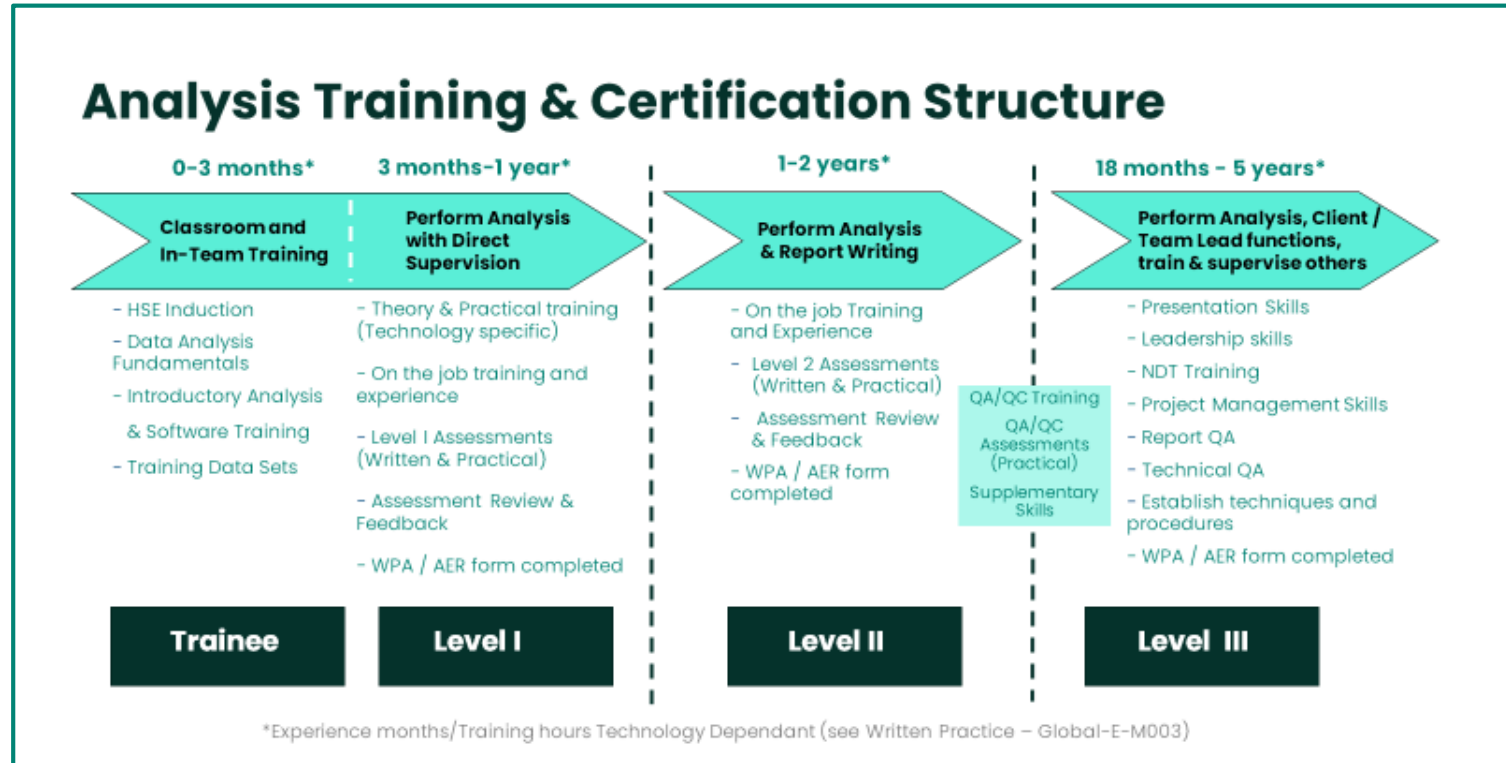 Analysis Training & Certification Structure
0-3 months*
3 months-1 year*
1-2 years*
18 months - 5 years*
Classroom and
In-Team Training
Perform Analysis
with Direct
Supervision
Perform Analysis
& Report Writing
Perform Analysis, Client /
Team Lead functions,
train & supervise others
- HSE Induction
- Data Analysis
Fundamentals
- Introductory Analysis
& Software Training
- Training Data Sets
- Theory & Practical training
(Technology specific)
- On the job training and
experience
- Level I Assessments
(Written & Practical)
- Assessment Review &
Feedback
- WPA / AER form completed
- On the job Training
and Experience
- Level 2 Assessments
(Written & Practical)
- Assessment Review
& Feedback
- WPA / AER form
completed
QA/QC Training
QA/QC
Assessments
(Practical)
Supplementary
Skills
- Presentation Skills
- Leadership skills
- NDT Training
- Project Management Skills
- Report QA
- Technical QA
- Establish techniques and
procedures
- WPA / AER form completed
Trainee
Level I
Level II
Level III
*Experience months/Training hours Technology Dependant (see Written Practice – Global-E-M003)